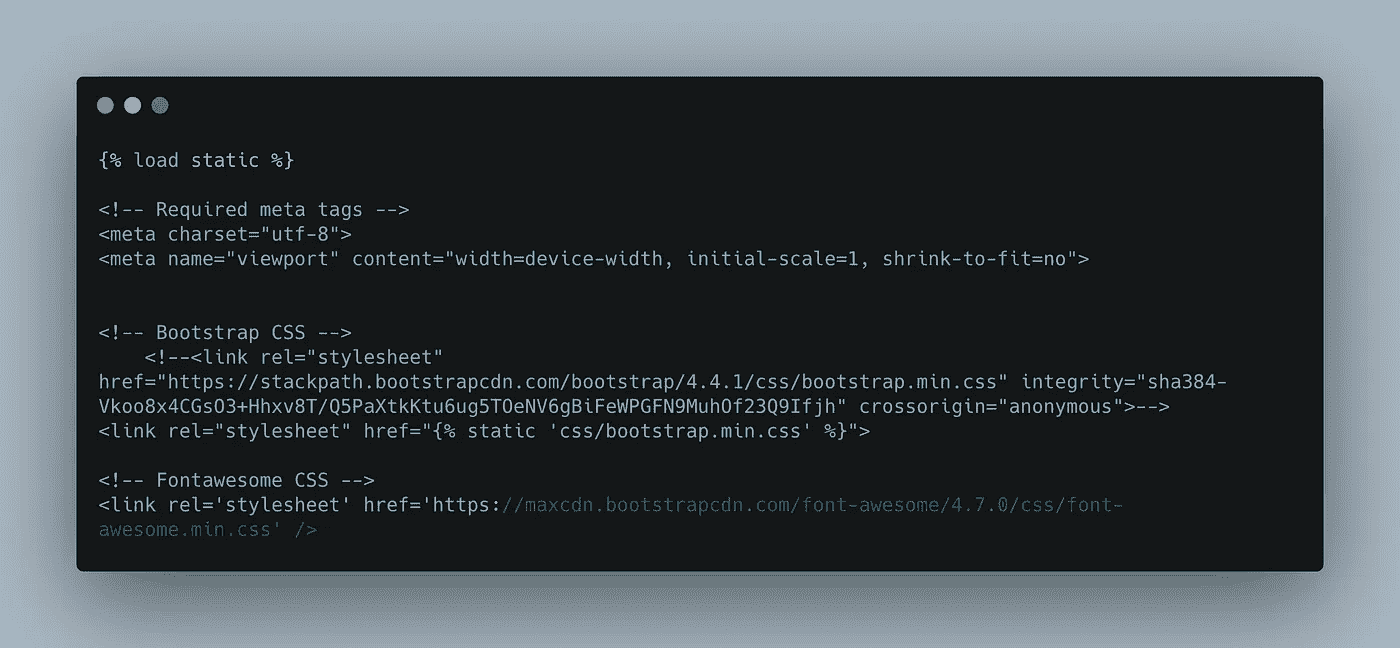 {% load static %}
<!-- Required meta tags -->
<meta charset="utf-8">
<meta name="viewport" content="width=device-width, initial-scale=1, shrink-to-fit=no">
<!-- Bootstrap CSS -->
<!--<link rel="stylesheet"
href="https://stackpath.bootstrapcdn.com/bootstrap/4.4.1/css/bootstrap.min.css" integrity="sha384-
Vkoo8x4CGsO3+Hhxv8T/Q5PaXtkKtu6ug5TOeNV6gBiFeWPGFN9MuhOf23Q9Ifjh" crossorigin="anonymous">-->
<link rel="stylesheet" href="{% static 'css/bootstrap.min.css' %}">
<!-- Fontawesome CSS -->
<link rel='stylesheet' href='https://maxcdn.bootstrapcdn.com/font-awesome/4.7.0/css/font-
awesome.min.css' />